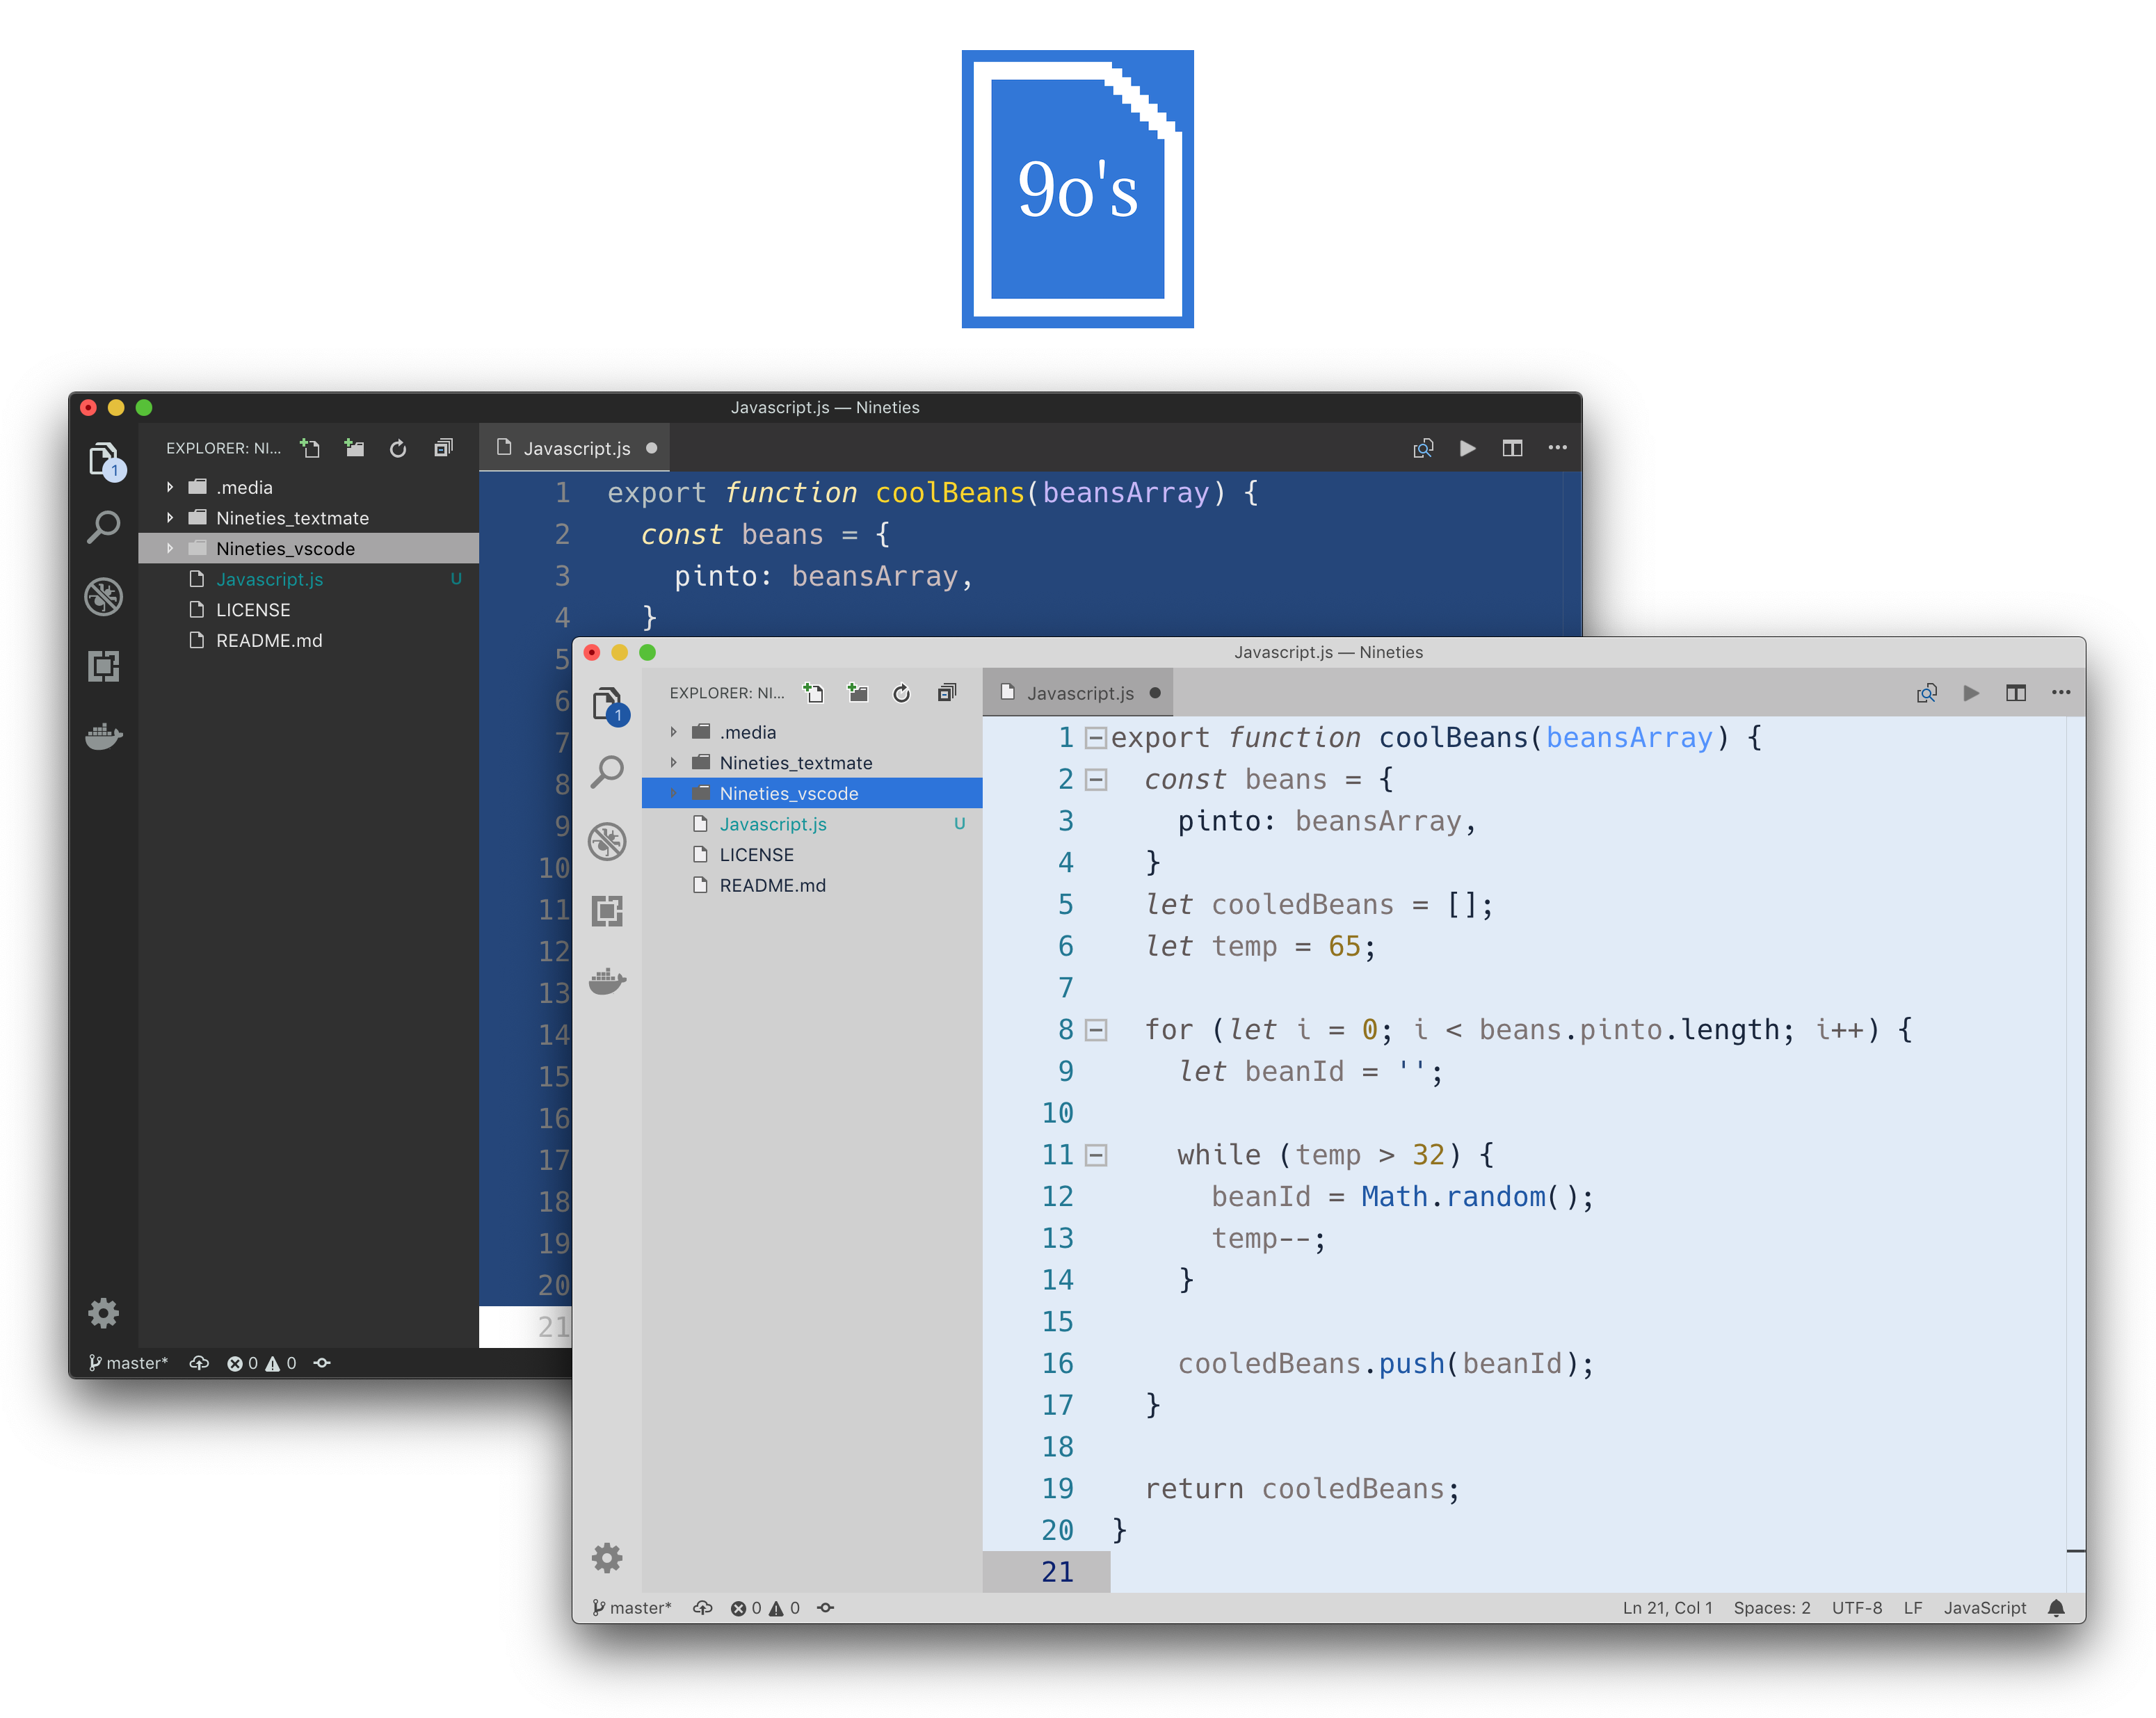 9o's
Javascript.js — Nineties
EXPLORER: NI...
Javascript.js
1
.media
Nineties_textmate
Nineties_vscode
Javascript.js U
LICENSE
README.md
1 export function coolBeans(beansArray) {
2 const beans = {
3 pinto: beansArray,
4 }
5
6
7
8
9
10
11
12
13
14
15
16
17
18
19
20
21
master* 0 0
Javascript.js — Nineties
EXPLORER: NI...
Javascript.js
1
.media
Nineties_textmate
Nineties_vscode
Javascript.js U
LICENSE
README.md
1 export function coolBeans(beansArray) {
2 const beans = {
3 pinto: beansArray,
4 }
5 let cooledBeans = [];
6 let temp = 65;
7
8 for (let i = 0; i < beans.pinto.length; i++) {
9 let beanId = '';
10
11 while (temp > 32) {
12 beanId = Math.random();
13 temp--;
14 }
15
16 cooledBeans.push(beanId);
17 }
18
19 return cooledBeans;
20 }
21
master* 0 0 Ln 21, Col 1 Spaces: 2 UTF-8 LF JavaScript